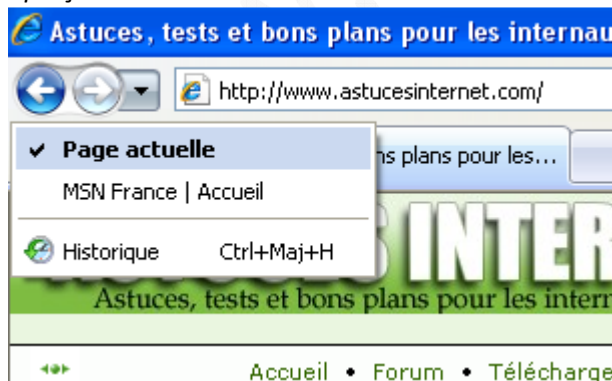 Astuces, tests et bons plans pour les internau
http://www.astucesinternet.com/
Page actuelle
ns plans pour les...
MSN France | Accueil
Historique Ctrl+Maj+H
INTER
Astuces, tests et bons plans pour les intern
Accueil • Forum • Télécharge